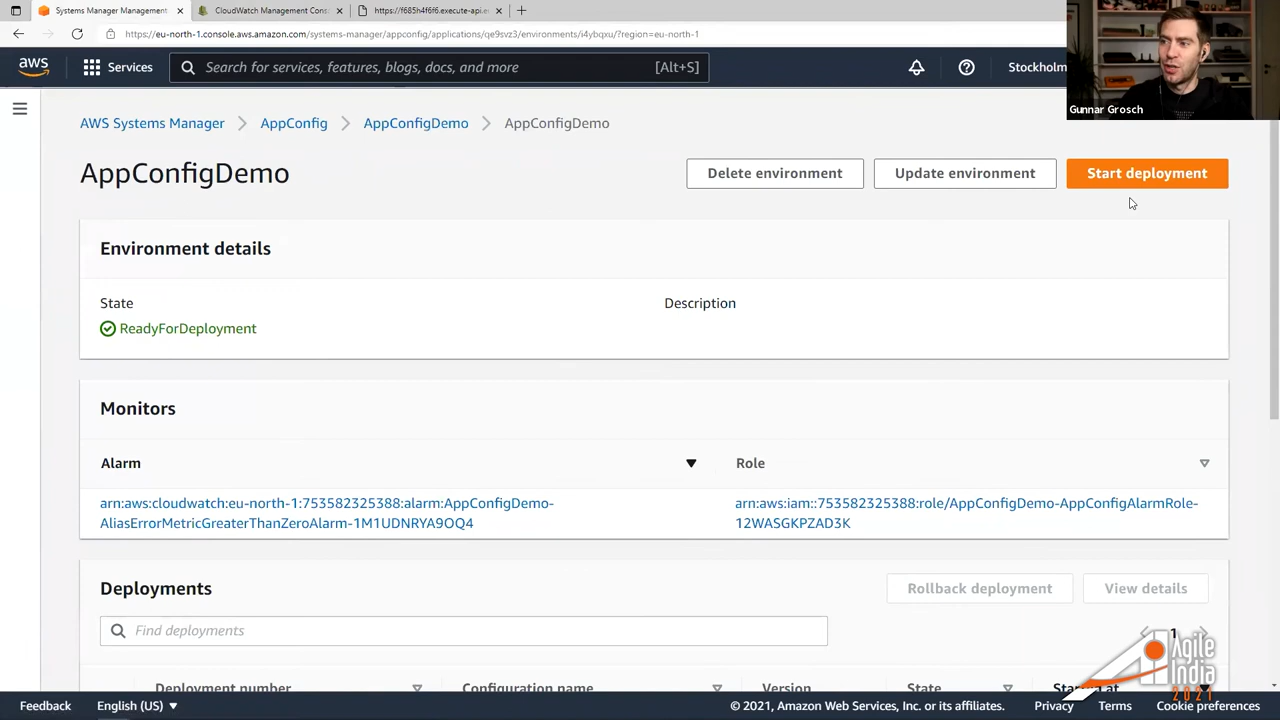 Systems Manager Management
CloudWatch Management Cons
https://f685h4f6f6.execute-api.e
https://eu-north-1.console.aws.amazon.com/systems-manager/appconfig/applications/qe9svz3/environments/i4ybqxu/?region=eu-north-1
aws
Services
Search for services, features, blogs, docs, and more
[Alt+S]
Stockholm
Gunnar Grosch
AWS Systems Manager
AppConfig
AppConfigDemo
AppConfigDemo
AppConfigDemo
Delete environment
Update environment
Start deployment
Environment details
State
Description
ReadyForDeployment
Monitors
Alarm
Role
arn:aws:cloudwatch:eu-north-1:753582325388:alarm:AppConfigDemo-
AliasErrorMetricGreaterThanZeroAlarm-1M1UDNRYA9OQ4
arn:aws:iam::753582325388:role/AppConfigDemo-AppConfigAlarmRole-
12WASGKPZAD3K
Deployments
Rollback deployment
View details
Find deployments
1
Deployment number
Configuration name
Version
State
Started at
Agile
India
2021
Feedback
English (US)
© 2021, Amazon Web Services, Inc. or its affiliates.
Privacy
Terms
Cookie preferences